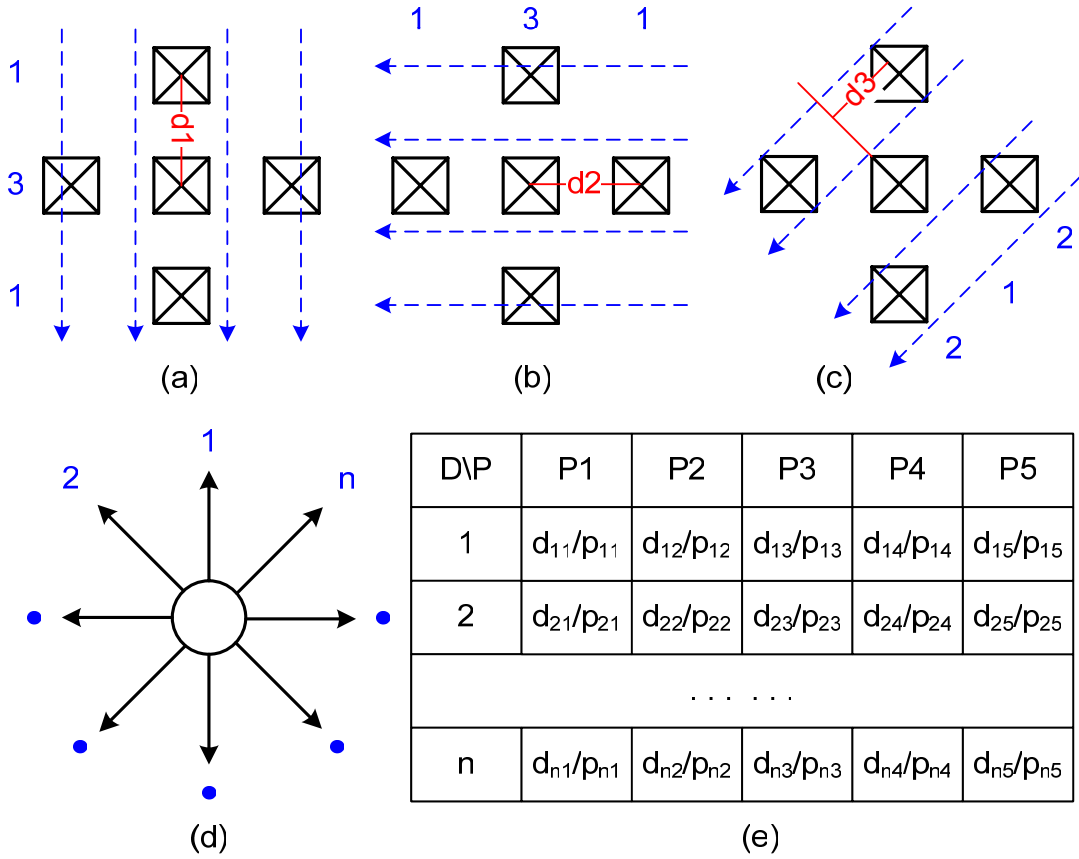 1
3
1
d1
(a)
1 3 1
d2
(b)
d3
2
1
2
(c)
1
2
n
(d)
D\P P1 P2 P3 P4 P5
1 d11/p11 d12/p12 d13/p13 d14/p14 d15/p15
2 d21/p21 d22/p22 d23/p23 d24/p24 d25/p25
. . . . . .
n dn1/pn1 dn2/pn2 dn3/pn3 dn4/pn4 dn5/pn5
(e)